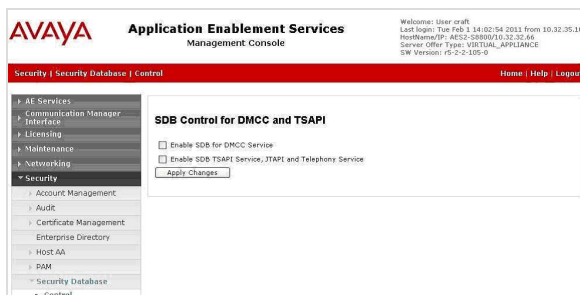 AVAYA
Application Enablement Services
Management Console
Welcome: User craft
Last login: Tue Feb 1 14:02:54 2011 from 10.32.35.10
HostName/IP: AES2-S8800/10.32.32.66
Server Offer Type: VIRTUAL_APPLIANCE
SW Version: r5-2-2-105-0
Security | Security Database | Control
Home | Help | Logout
AE Services
Communication Manager
Interface
Licensing
Maintenance
Networking
Security
Account Management
Audit
Certificate Management
Enterprise Directory
Host AA
PAM
Security Database
Control
SDB Control for DMCC and TSAPI
Enable SDB for DMCC Service
Enable SDB TSAPI Service, JTAPI and Telephony Service
Apply Changes